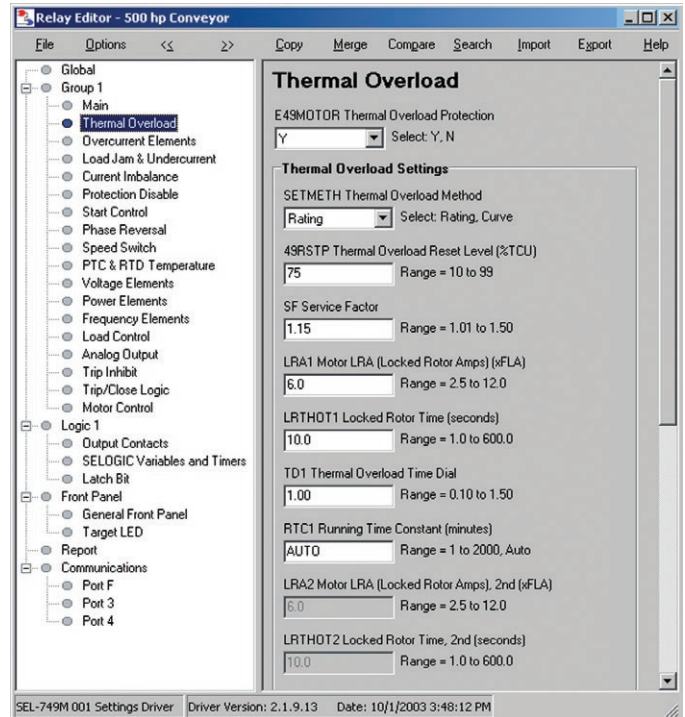 Relay Editor - 500 hp Conveyor
File Options << >> Copy Merge Compare Search Import Export Help
Global
Group 1
Main
Thermal Overload
Overcurrent Elements
Load Jam & Undercurrent
Current Imbalance
Protection Disable
Start Control
Phase Reversal
Speed Switch
PTC & RTD Temperature
Voltage Elements
Power Elements
Frequency Elements
Load Control
Analog Output
Trip Inhibit
Trip/Close Logic
Motor Control
Logic 1
Output Contacts
SELOGIC Variables and Timers
Latch Bit
Front Panel
General Front Panel
Target LED
Report
Communications
Port F
Port 3
Port 4
Thermal Overload
E49MOTOR Thermal Overload Protection
Y Select: Y, N
Thermal Overload Settings
SETMETH Thermal Overload Method
Rating Select: Rating, Curve
49RSTP Thermal Overload Reset Level (%TCU)
75 Range = 10 to 99
SF Service Factor
1.15 Range = 1.01 to 1.50
LRA1 Motor LRA (Locked Rotor Amps) (xFLA)
6.0 Range = 2.5 to 12.0
LRTHOT1 Locked Rotor Time (seconds)
10.0 Range = 1.0 to 600.0
TD1 Thermal Overload Time Dial
1.00 Range = 0.10 to 1.50
RTC1 Running Time Constant (minutes)
AUTO Range = 1 to 2000, Auto
LRA2 Motor LRA (Locked Rotor Amps), 2nd (xFLA)
6.0 Range = 2.5 to 12.0
LRTHOT2 Locked Rotor Time, 2nd (seconds)
10.0 Range = 1.0 to 600.0
SEL-749M 001 Settings Driver Driver Version: 2.1.9.13 Date: 10/1/2003 3:48:12 PM